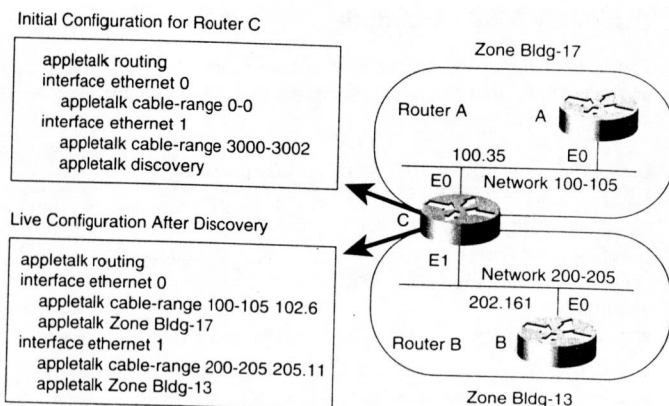 Initial Configuration for Router C
appletalk routing
interface ethernet 0
appletalk cable-range 0-0
interface ethernet 1
appletalk cable-range 3000-3002
appletalk discovery
Live Configuration After Discovery
appletalk routing
interface ethernet 0
appletalk cable-range 100-105 102.6
appletalk Zone Bldg-17
interface ethernet 1
appletalk cable-range 200-205 205.11
appletalk Zone Bldg-13
Zone Bldg-17
Router A
A
100.35
E0
E0
Network 100-105
C
E1
Network 200-205
202.161
E0
Router B
B
Zone Bldg-13